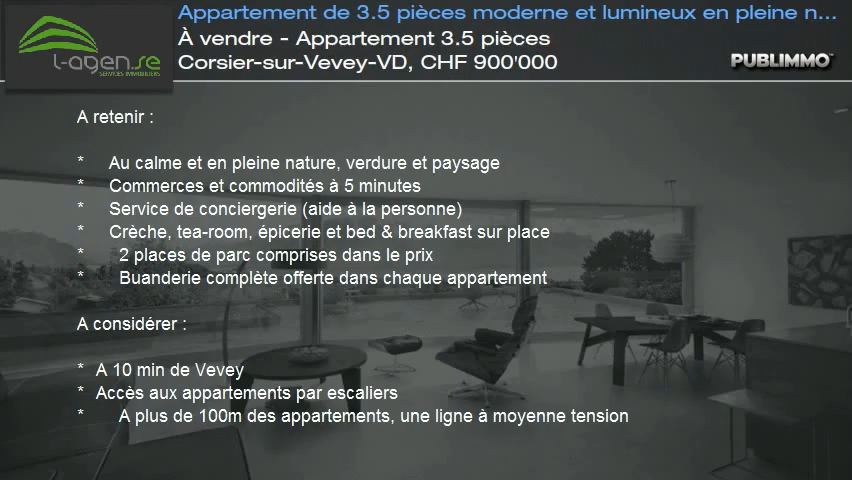 Appartement de 3.5 pièces moderne et lumineux en pleine n...
À vendre - Appartement 3.5 pièces
Corsier-sur-Vevey-VD, CHF 900'000
l-agen.se
SERVICES IMMOBILIERS
PUBLIMMO™
A retenir :
* Au calme et en pleine nature, verdure et paysage
* Commerces et commodités à 5 minutes
* Service de conciergerie (aide à la personne)
* Crèche, tea-room, épicerie et bed & breakfast sur place
* 2 places de parc comprises dans le prix
* Buanderie complète offerte dans chaque appartement
A considérer :
* A 10 min de Vevey
* Accès aux appartements par escaliers
* A plus de 100m des appartements, une ligne à moyenne tension